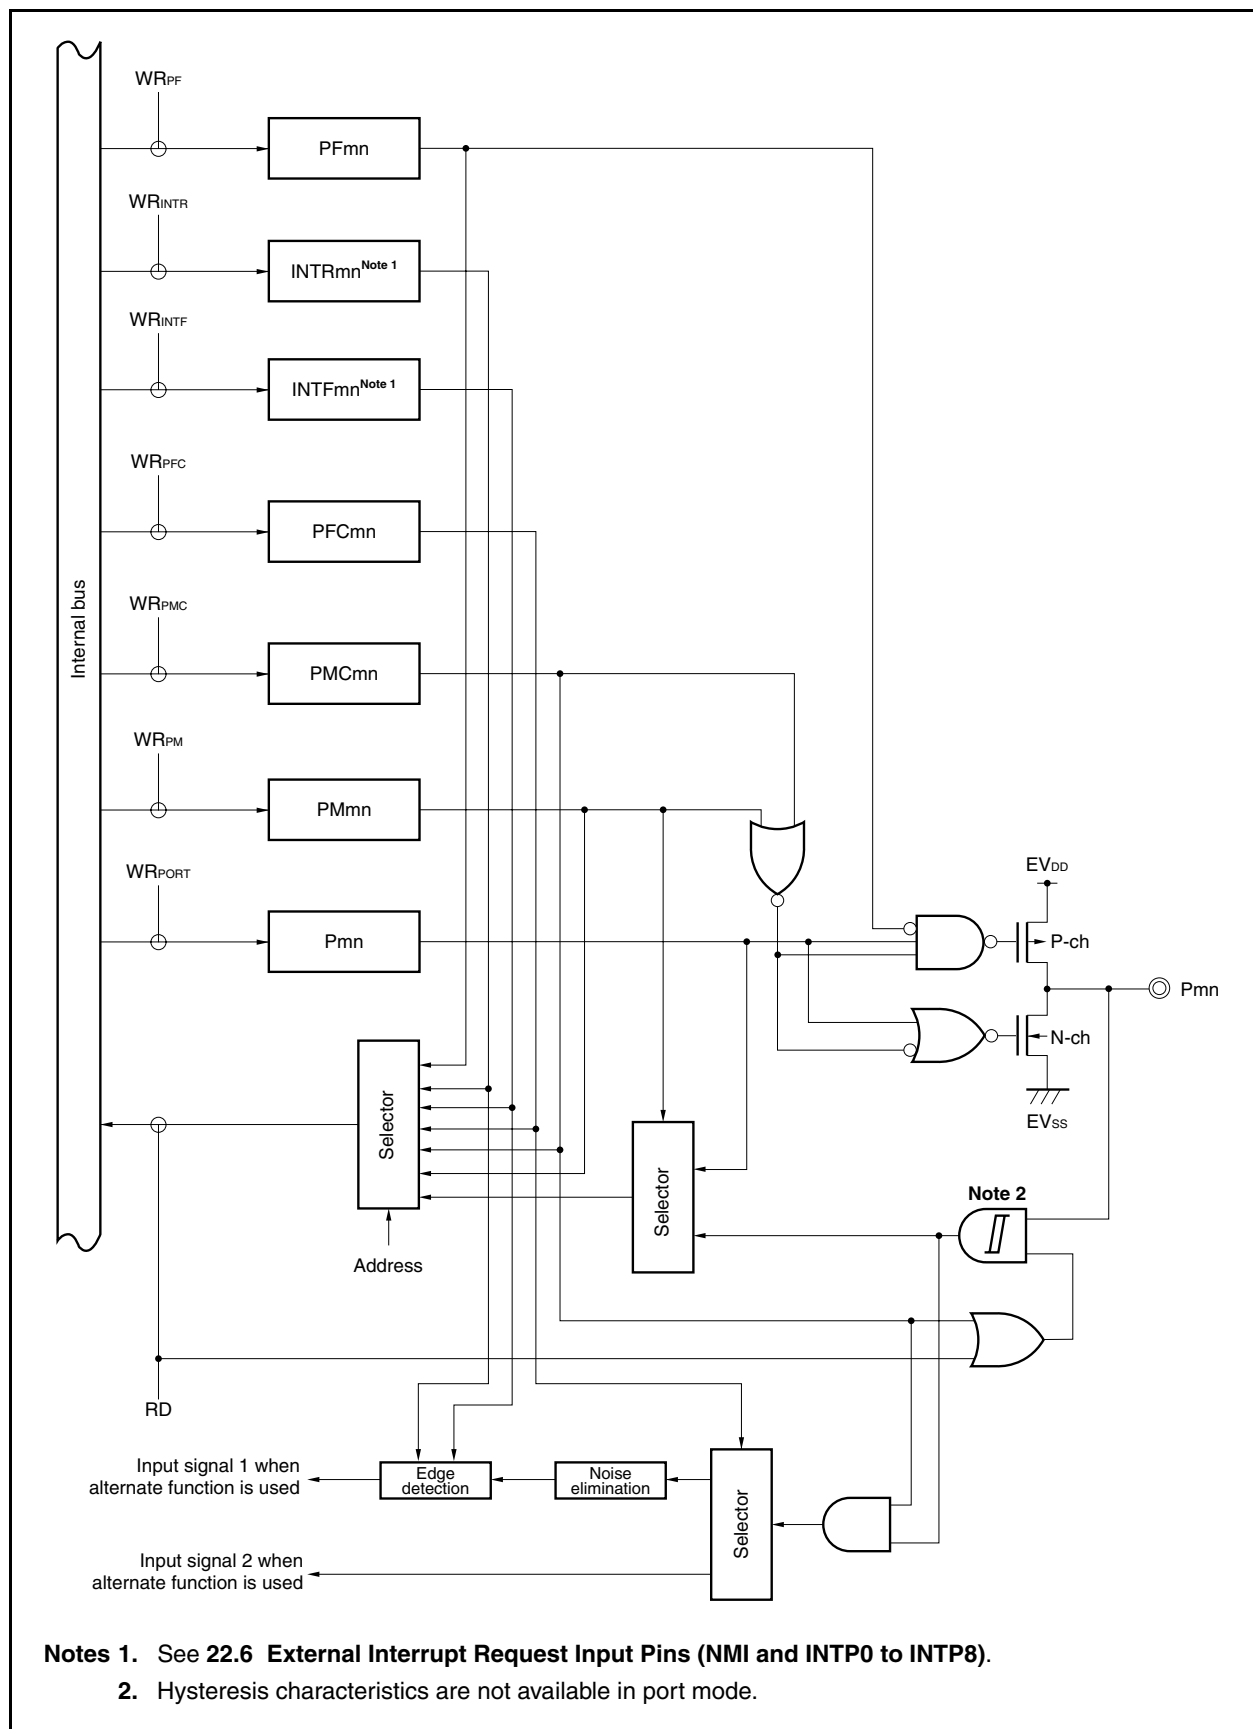 WRPF
PFmn
WRINTR
INTRmnNote 1
WRINTF
INTFmnNote 1
WRPFC
PFCmn
Internal bus
WRPMC
PMCmn
WRPM
PMmn
WRPORT
Pmn
EVDD
P-ch
Pmn
N-ch
EVSS
Selector
Selector
Note 2
Address
RD
Input signal 1 when
alternate function is used
Edge
detection
Noise
elimination
Selector
Input signal 2 when
alternate function is used
Notes 1. See 22.6 External Interrupt Request Input Pins (NMI and INTP0 to INTP8).
2. Hysteresis characteristics are not available in port mode.